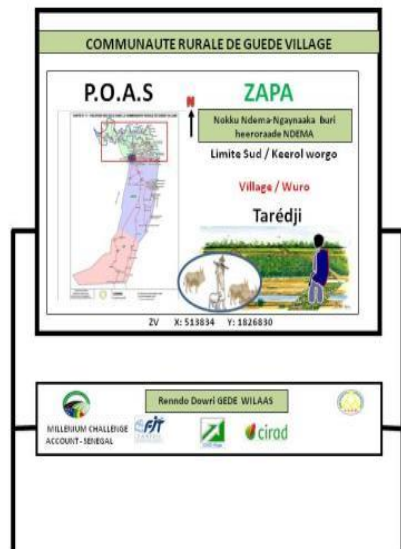 COMMUNAUTE RURALE DE GUEDE VILLAGE
P.O.A.S
ZAPA
N
Nokku Ndema-Ngaynaaka buri
heeroraade NDEMA
Limite Sud / Keerol worgo
Village / Wuro
Tarédji
ZV X: 513834 Y: 1826830
Renndo Dowri GEDE WILAAS
MILLENIUM CHALLENGE
ACCOUNT - SENEGAL
FJT
cirad